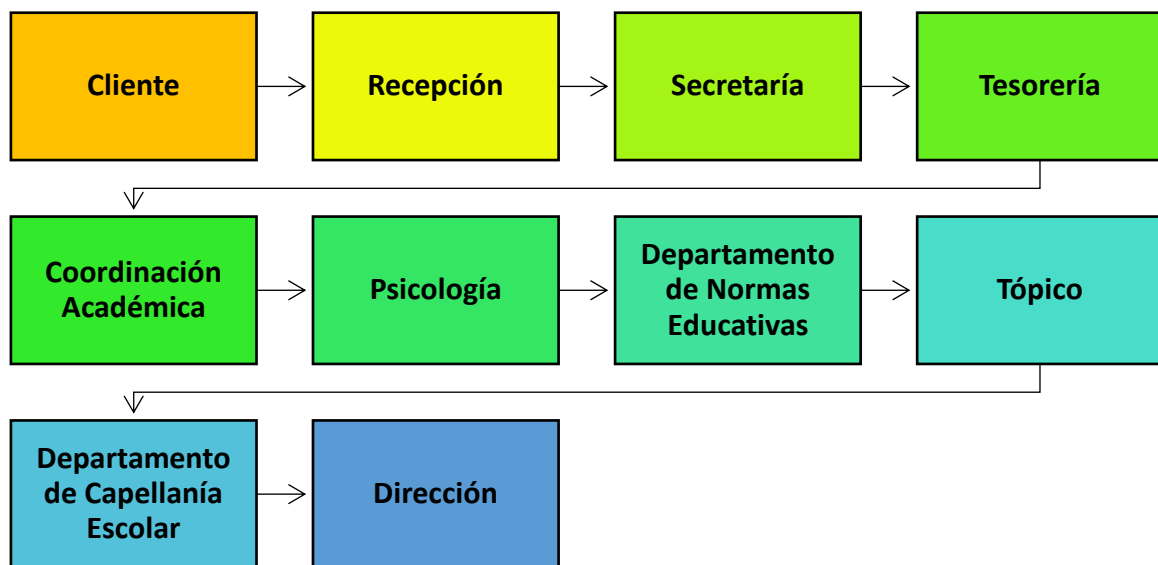 Cliente
Recepción
Secretaría
Tesorería
Coordinación
Académica
Psicología
Departamento
de Normas
Educativas
Tópico
Departamento
de Capellanía
Escolar
Dirección